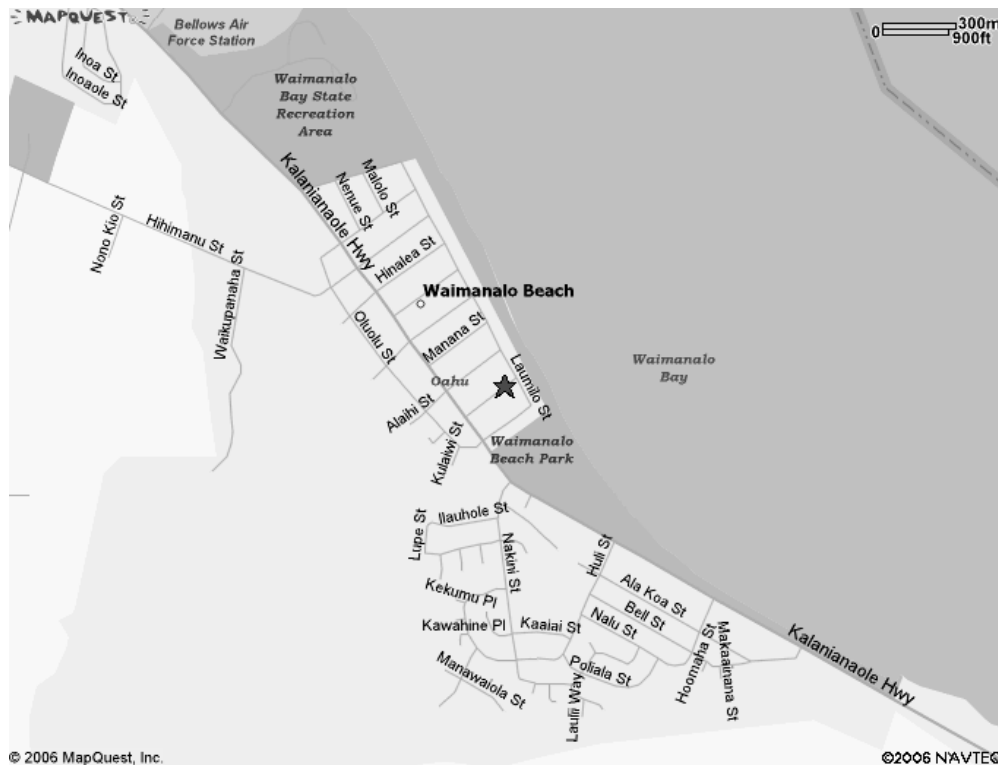 MAPQUEST
Bellows Air
Force Station
0
300m
900ft
Inoa St
Inoaole St
Waimanalo
Bay State
Recreation
Area
Kalanianaole Hwy
Nenue St
Malolo St
Nono Kio St
Hihimanu St
Waikupanaha St
Hinalea St
Waimanalo Beach
Oluolu St
Manana St
Laumilo St
Waimanalo
Bay
Oahu
Alaihi St
Kulaiwi St
Waimanalo
Beach Park
Lupe St
Ilauhole St
Nakini St
Huli St
Kekumu Pl
Ala Koa St
Bell St
Nalu St
Kawahine Pl
Kaaiai St
Hoomaha St
Makaainana St
Kalanianaole Hwy
Manawaiola St
Poliala St
Laulii Way
© 2006 MapQuest, Inc.
©2006 NAVTEQ